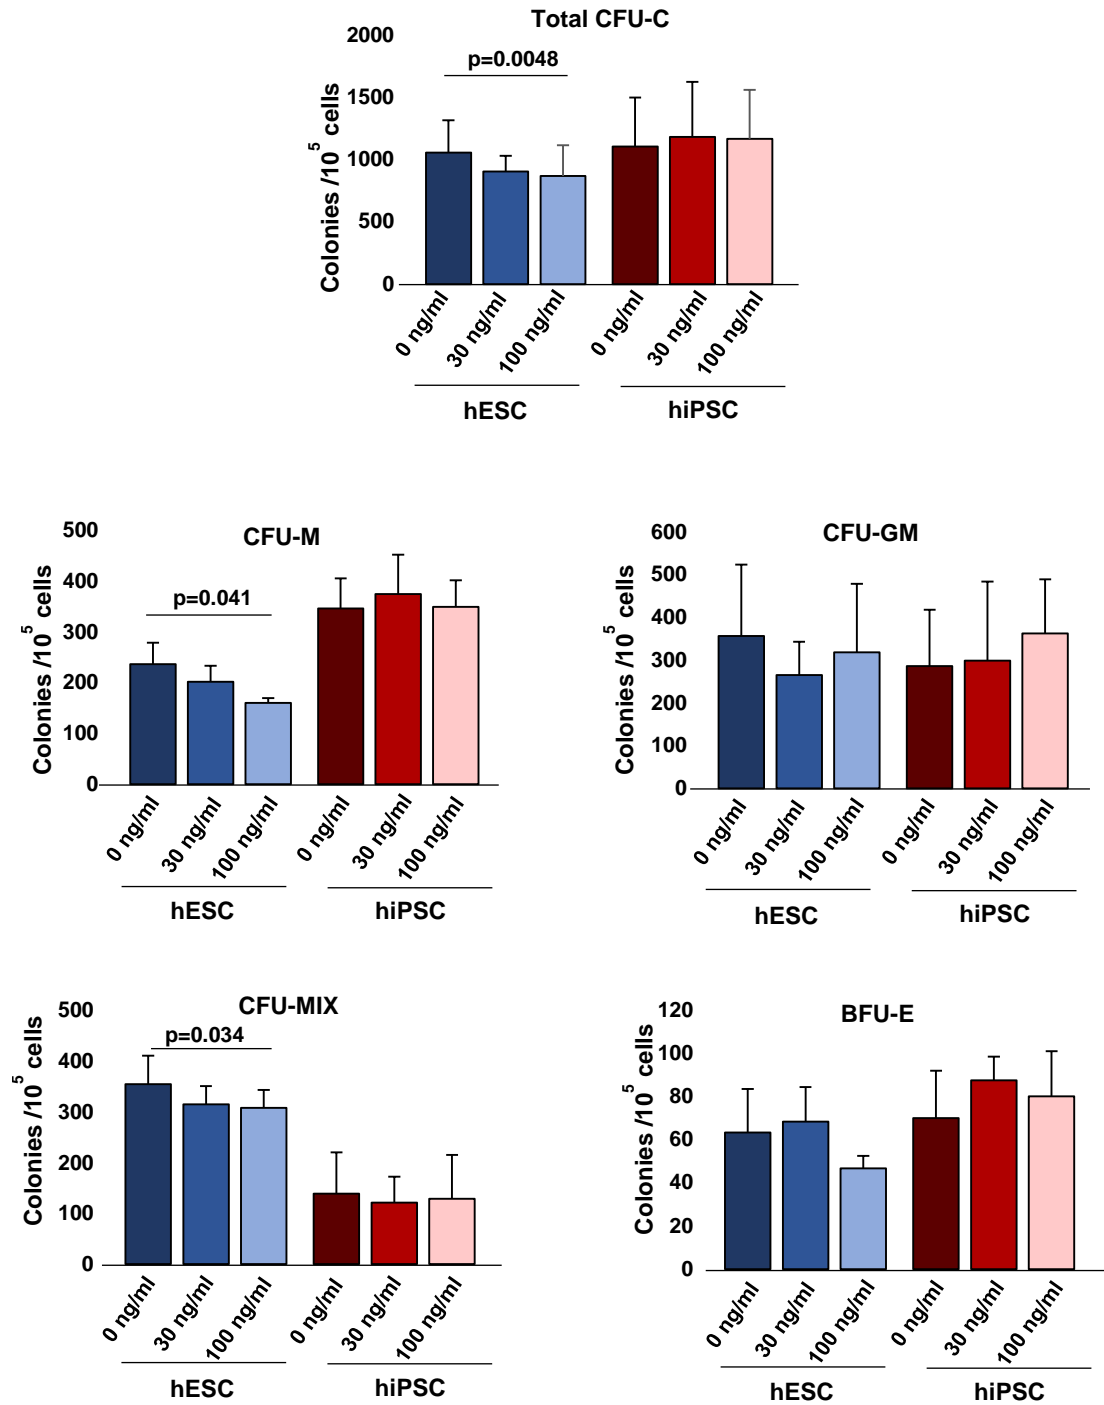 Total CFU-C
2000
1500
1000
500
0
Colonies /10^5 cells
p=0.0048
0 ng/ml
30 ng/ml
100 ng/ml
0 ng/ml
30 ng/ml
100 ng/ml
hESC
hiPSC
CFU-M
500
400
300
200
100
0
Colonies /10^5 cells
p=0.041
0 ng/ml
30 ng/ml
100 ng/ml
0 ng/ml
30 ng/ml
100 ng/ml
hESC
hiPSC
CFU-GM
600
500
400
300
200
100
0
Colonies /10^5 cells
0 ng/ml
30 ng/ml
100 ng/ml
0 ng/ml
30 ng/ml
100 ng/ml
hESC
hiPSC
CFU-MIX
500
400
300
200
100
0
Colonies /10^5 cells
p=0.034
0 ng/ml
30 ng/ml
100 ng/ml
0 ng/ml
30 ng/ml
100 ng/ml
hESC
hiPSC
BFU-E
120
100
80
60
40
20
0
Colonies /10^5 cells
0 ng/ml
30 ng/ml
100 ng/ml
0 ng/ml
30 ng/ml
100 ng/ml
hESC
hiPSC